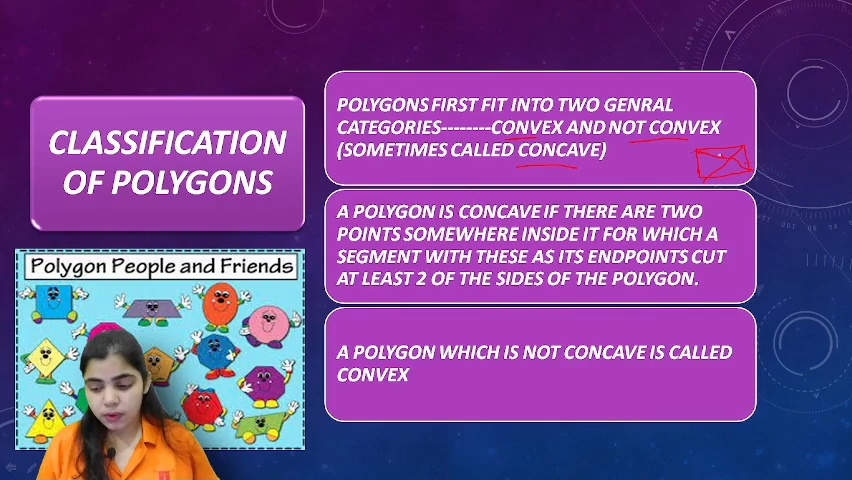 CLASSIFICATION
OF POLYGONS
Polygon People and Friends
POLYGONS FIRST FIT INTO TWO GENRAL
CATEGORIES--------CONVEX AND NOT CONVEX
(SOMETIMES CALLED CONCAVE)
A POLYGON IS CONCAVE IF THERE ARE TWO
POINTS SOMEWHERE INSIDE IT FOR WHICH A
SEGMENT WITH THESE AS ITS ENDPOINTS CUT
AT LEAST 2 OF THE SIDES OF THE POLYGON.
A POLYGON WHICH IS NOT CONCAVE IS CALLED
CONVEX